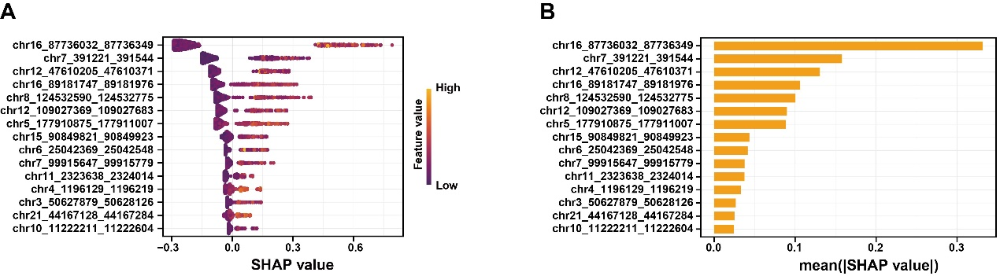 A
chr16_87736032_87736349
chr7_391221_391544
chr12_47610205_47610371
chr16_89181747_89181976
chr8_124532590_124532775
chr12_109027369_109027683
chr5_177910875_177911007
chr15_90849821_90849923
chr6_25042369_25042548
chr7_99915647_99915779
chr11_2323638_2324014
chr4_1196129_1196219
chr3_50627879_50628126
chr21_44167128_44167284
chr10_11222211_11222604
−0.3 0.0 0.3 0.6
SHAP value
High
Feature value
Low
B
chr16_87736032_87736349
chr7_391221_391544
chr12_47610205_47610371
chr16_89181747_89181976
chr8_124532590_124532775
chr12_109027369_109027683
chr5_177910875_177911007
chr15_90849821_90849923
chr6_25042369_25042548
chr7_99915647_99915779
chr11_2323638_2324014
chr4_1196129_1196219
chr3_50627879_50628126
chr21_44167128_44167284
chr10_11222211_11222604
0.0 0.1 0.2 0.3
mean(|SHAP value|)